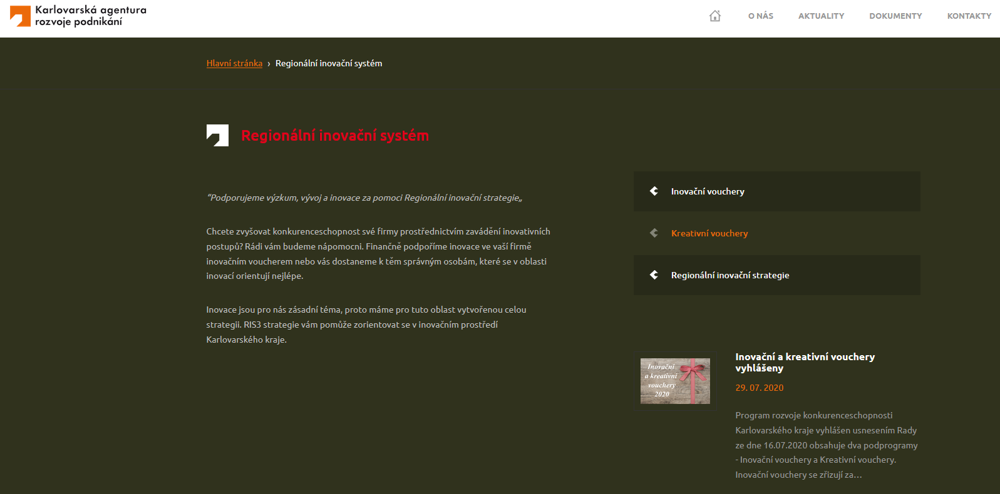 Karlovarská agentura
rozvoje podnikání
O NÁS
AKTUALITY
DOKUMENTY
KONTAKTY
Hlavní stránka › Regionální inovační systém
Regionální inovační systém
“Podporujeme výzkum, vývoj a inovace za pomoci Regionální inovační strategie„
Chcete zvyšovat konkurenceschopnost své firmy prostřednictvím zavádění inovativních
postupů? Rádi vám budeme nápomocni. Finančně podpoříme inovace ve vaší firmě
inovačním voucherem nebo vás dostaneme k těm správným osobám, které se v oblasti
inovací orientují nejlépe.
Inovace jsou pro nás zásadní téma, proto máme pro tuto oblast vytvořenou celou
strategii. RIS3 strategie vám pomůže zorientovat se v inovačním prostředí
Karlovarského kraje.
Inovační vouchery
Kreativní vouchery
Regionální inovační strategie
Inovační
a kreativní
vouchery
2020
Inovační a kreativní vouchery
vyhlášeny
29. 07. 2020
Program rozvoje konkurenceschopnosti
Karlovarského kraje vyhlášen usnesením Rady
ze dne 16.07.2020 obsahuje dva podprogramy
- Inovační vouchery a Kreativní vouchery.
Inovační vouchery se zřizují za…